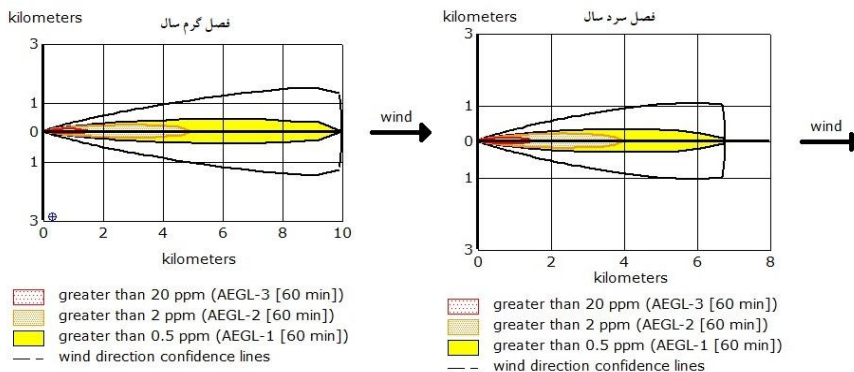 kilometers
فصل گرم سال
3
1
0
1
3
0
2
4
6
8
10
kilometers
wind
greater than 20 ppm (AEGL-3 [60 min])
greater than 2 ppm (AEGL-2 [60 min])
greater than 0.5 ppm (AEGL-1 [60 min])
wind direction confidence lines
kilometers
فصل سرد سال
3
1
0
1
3
0
2
4
6
8
kilometers
wind
greater than 20 ppm (AEGL-3 [60 min])
greater than 2 ppm (AEGL-2 [60 min])
greater than 0.5 ppm (AEGL-1 [60 min])
wind direction confidence lines